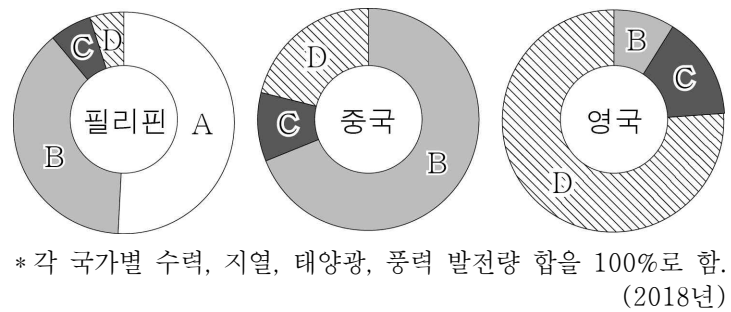 C D
필리핀 A
B
D
C 중국
B
B
C
영국
D
* 각 국가별 수력, 지열, 태양광, 풍력 발전량 합을 100%로 함.
(2018년)